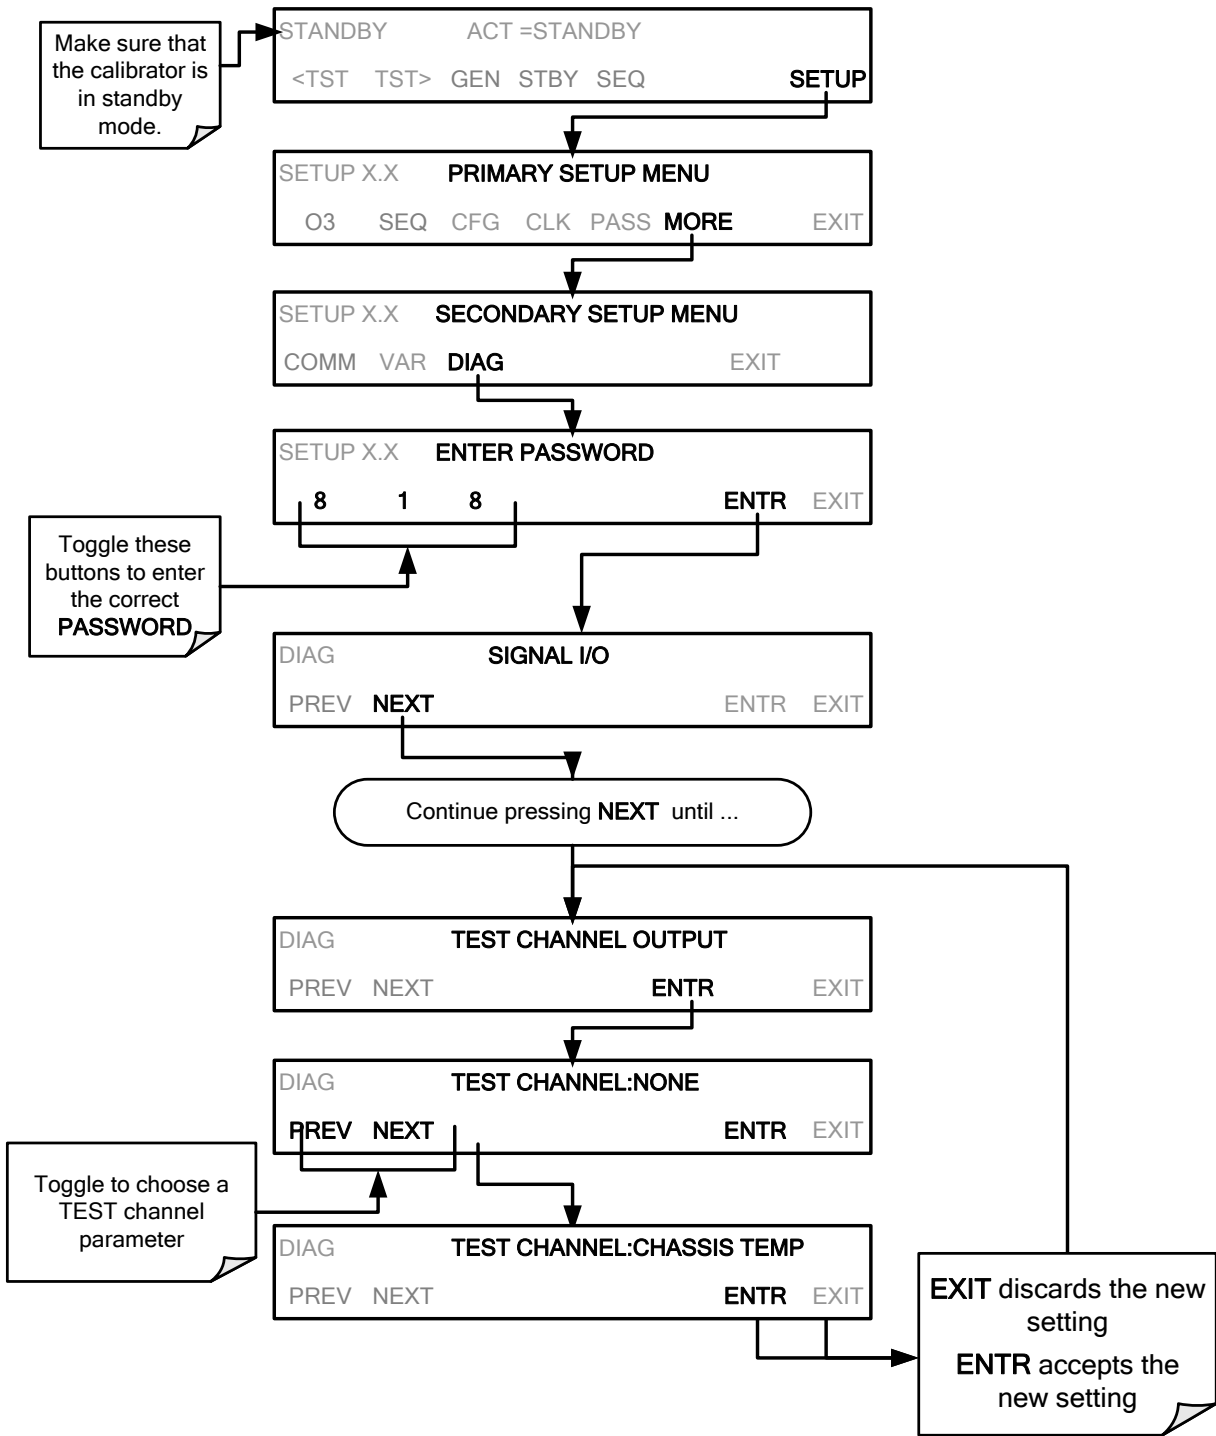 Make sure that
the calibrator is
in standby
mode.
STANDBY ACT =STANDBY
<TST TST> GEN STBY SEQ SETUP
SETUP X.X PRIMARY SETUP MENU
O3 SEQ CFG CLK PASS MORE EXIT
SETUP X.X SECONDARY SETUP MENU
COMM VAR DIAG EXIT
SETUP X.X ENTER PASSWORD
8 1 8 ENTR EXIT
Toggle these
buttons to enter
the correct
PASSWORD
DIAG SIGNAL I/O
PREV NEXT ENTR EXIT
Continue pressing NEXT until ...
DIAG TEST CHANNEL OUTPUT
PREV NEXT ENTR EXIT
DIAG TEST CHANNEL:NONE
PREV NEXT ENTR EXIT
Toggle to choose a
TEST channel
parameter
DIAG TEST CHANNEL:CHASSIS TEMP
PREV NEXT ENTR EXIT
EXIT discards the new
setting
ENTR accepts the
new setting